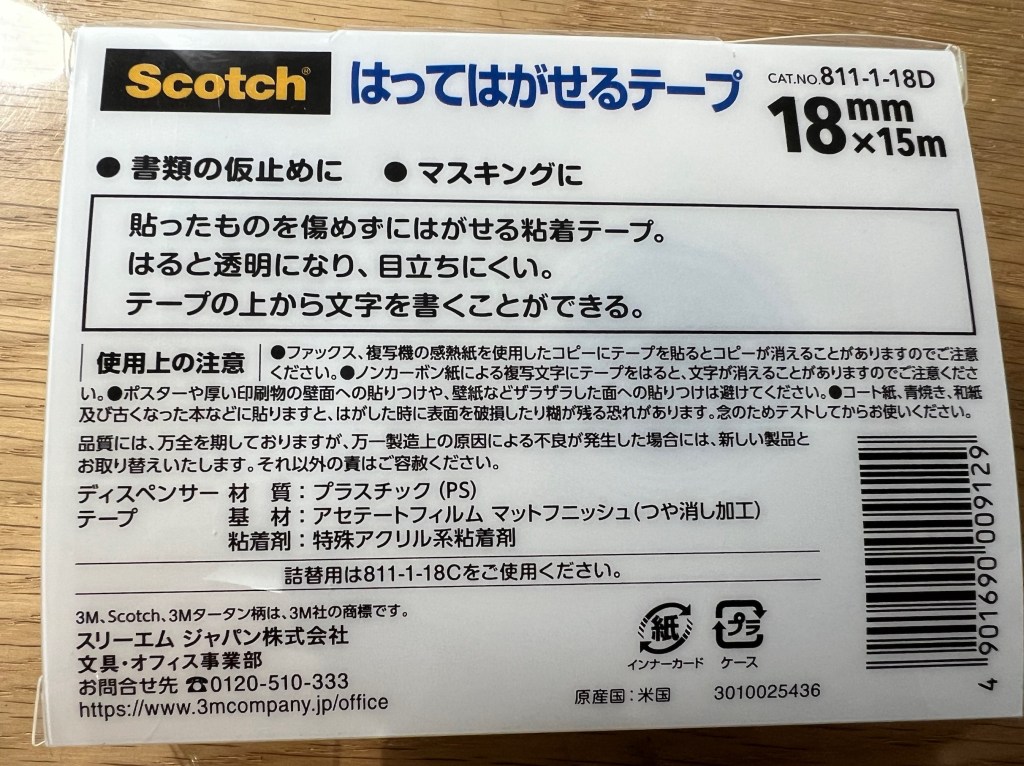 Scotch® はってはがせるテープ CAT.NO.811-1-18D
18mm×15m
● 書類の仮止めに ● マスキングに
貼ったものを傷めずにはがせる粘着テープ。
はると透明になり、目立ちにくい。
テープの上から文字を書くことができる。
使用上の注意 ●ファックス、複写機の感熱紙を使用したコピーにテープを貼るとコピーが消えることがありますのでご注意
ください。●ノンカーボン紙による複写文字にテープをはると、文字が消えることがありますのでご注意くださ
い。●ポスターや厚い印刷物の壁面への貼りつけや、壁紙などザラザラした面への貼りつけは避けてください。●コート紙、青焼き、和紙
及び古くなった本などに貼りますと、はがした時に表面を破損したり糊が残る恐れがあります。念のためテストしてからお使いください。
品質には、万全を期しておりますが、万一製造上の原因による不良が発生した場合には、新しい製品と
お取り替えいたします。それ以外の責はご容赦ください。
ディスペンサー 材 質：プラスチック（PS）
テープ 基 材：アセテートフィルム マットフニッシュ（つや消し加工）
粘着剤：特殊アクリル系粘着剤
詰替用は811-1-18Cをご使用ください。
3M、Scotch、3Mタータン柄は、3M社の商標です。
スリーエム ジャパン株式会社
文具・オフィス事業部
お問合せ先 ☎0120-510-333
https://www.3mcompany.jp/office
紙 プラ
インナーカード ケース
原産国：米国 3010025436
4 901690 009129